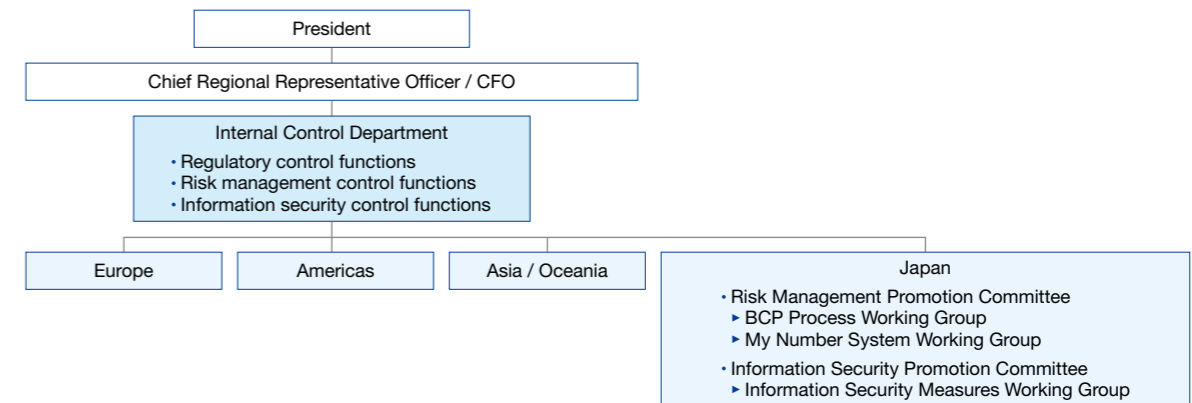 President
Chief Regional Representative Officer / CFO
Internal Control Department
• Regulatory control functions
• Risk management control functions
• Information security control functions
Europe
Americas
Asia / Oceania
Japan
• Risk Management Promotion Committee
► BCP Process Working Group
► My Number System Working Group
• Information Security Promotion Committee
► Information Security Measures Working Group